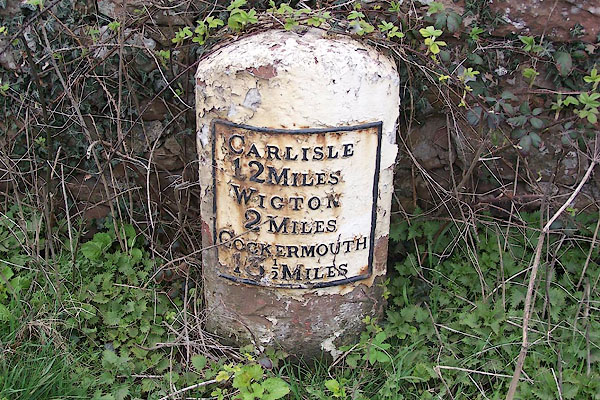 CARLISLE
12 MILES
WIGTON
2 MILES
COCKERMOUTH
13½ MILES